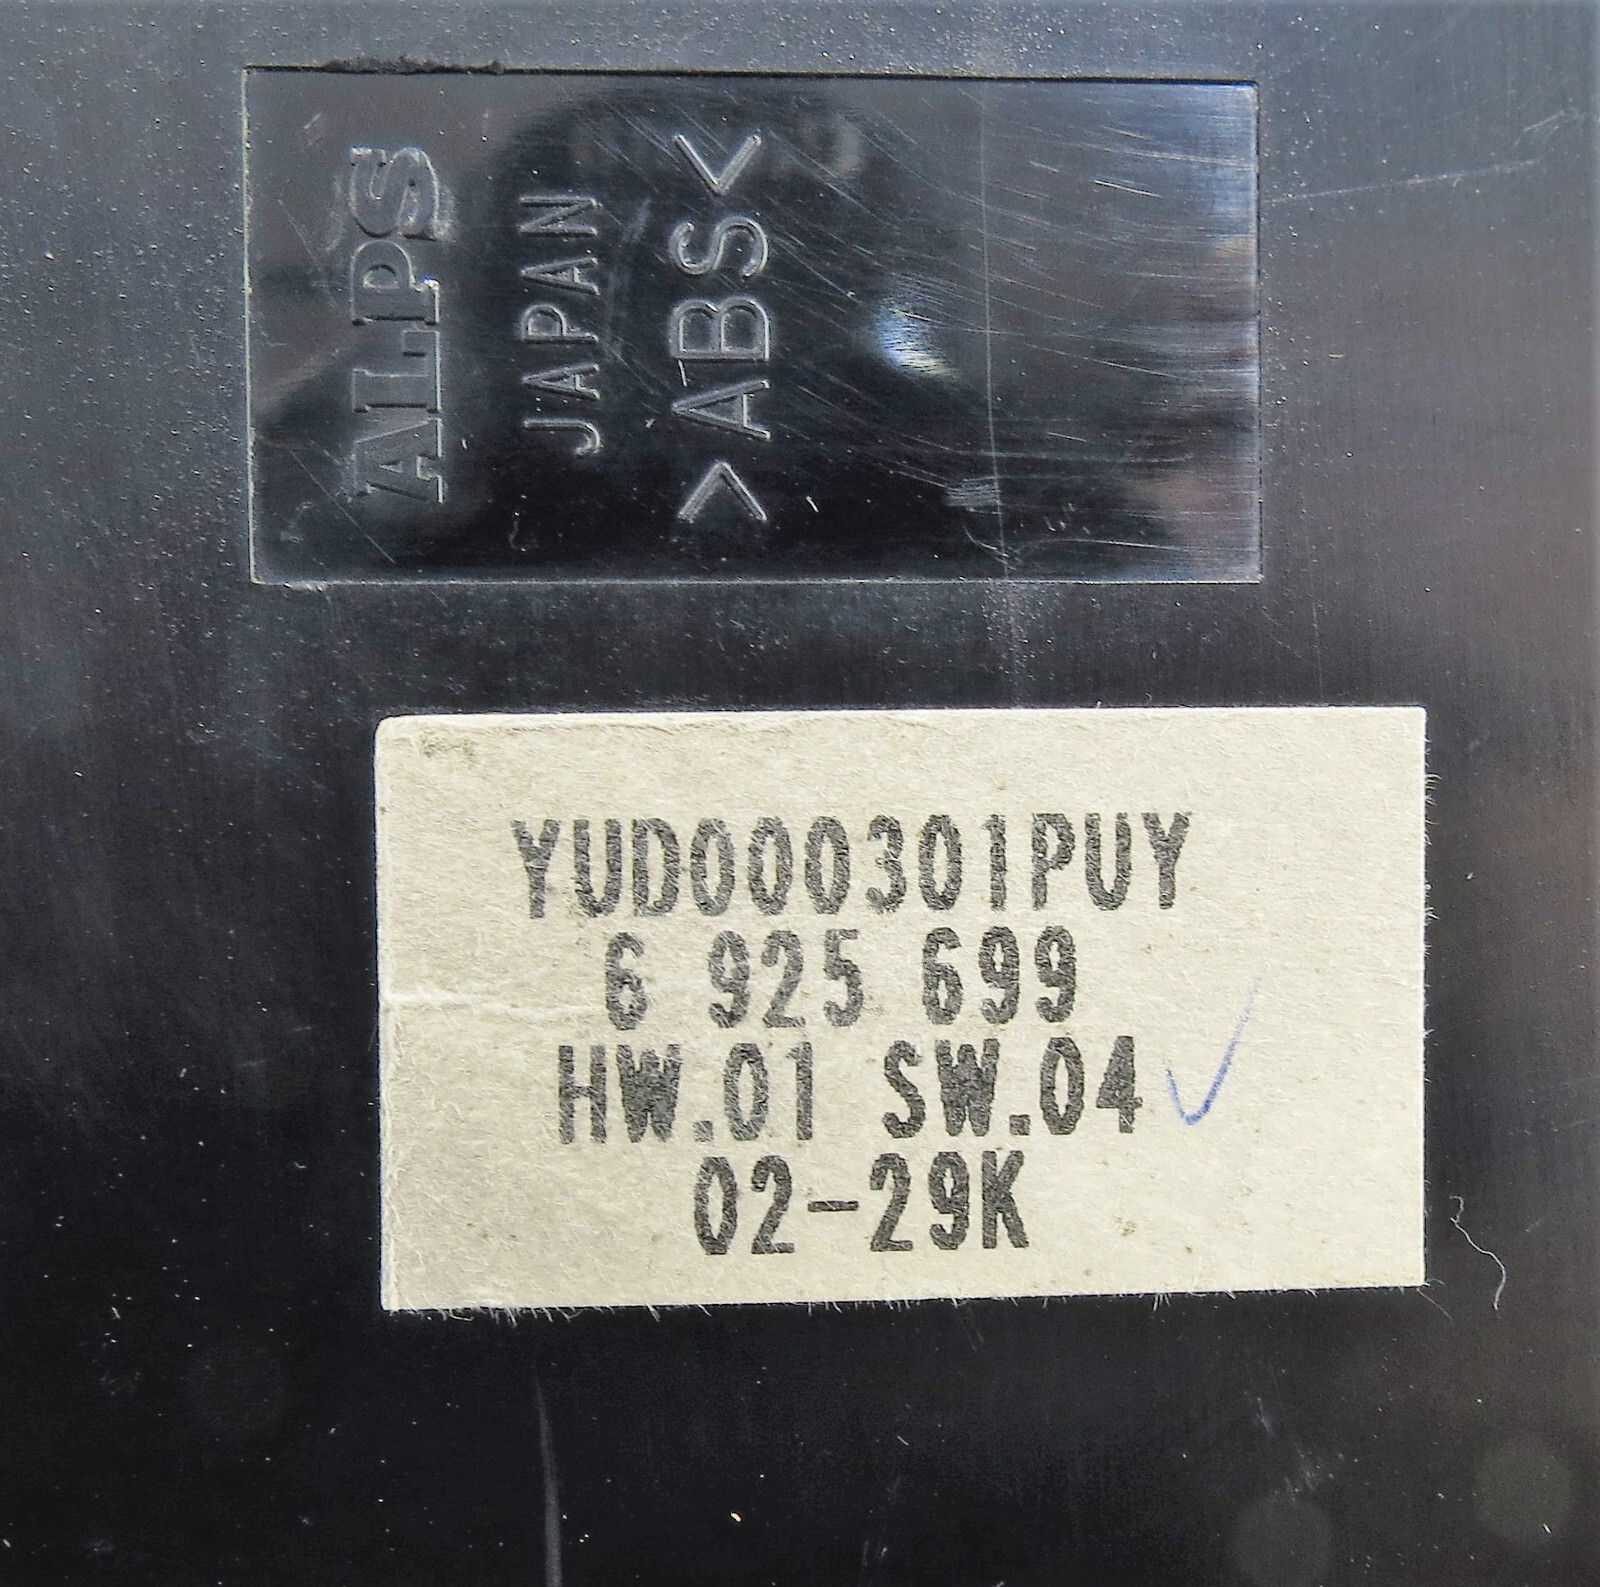 ALPS
JAPAN
>ABS<
YUD000301PUY
6 925 699
HW.01 SW.04
02-29K